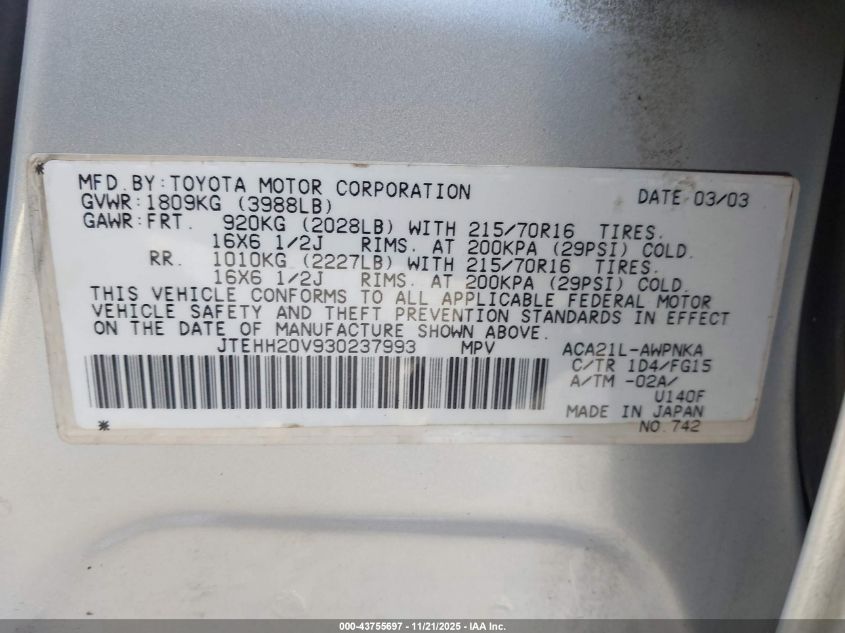 MFD. BY: TOYOTA MOTOR CORPORATION DATE 03/03
GVWR: 1809KG (3988LB)
GAWR: FRT. 920KG (2028LB) WITH 215/70R16 TIRES.
16X6 1/2J RIMS. AT 200KPA (29PSI) COLD.
RR. 1010KG (2227LB) WITH 215/70R16 TIRES.
16X6 1/2J RIMS. AT 200KPA (29PSI) COLD.
THIS VEHICLE CONFORMS TO ALL APPLICABLE FEDERAL MOTOR
VEHICLE SAFETY AND THEFT PREVENTION STANDARDS IN EFFECT
ON THE DATE OF MANUFACTURE SHOWN ABOVE.
JTEHH20V930237993 MPV ACA21L-AWPNKA
C/TR 1D4/FG15
A/TM -02A/
U140F
MADE IN JAPAN
NO. 742
000-43755697 - 11/21/2025 - IAA Inc.